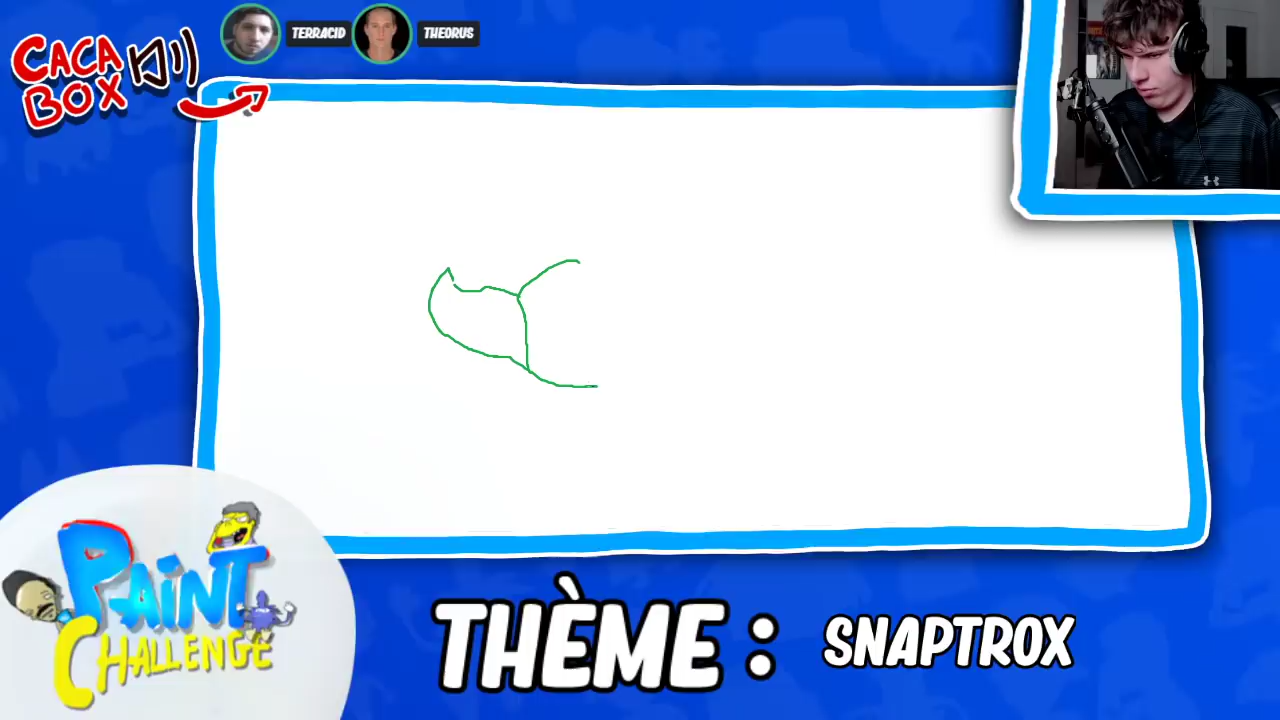 CACA
BOX
TERRACID
THEORUS
PAINT
CHALLENGE
THÈME : SNAPTROX